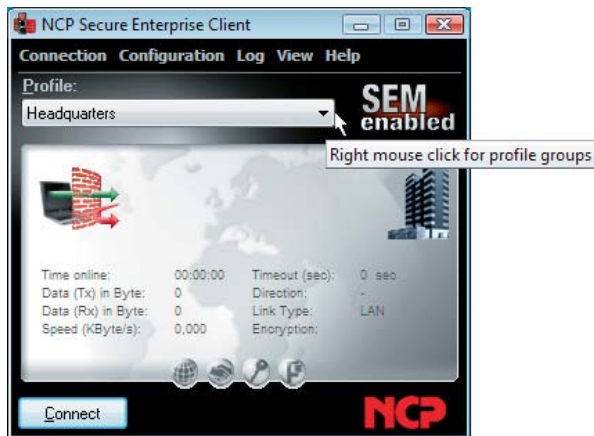 NCP Secure Enterprise Client
Connection Configuration Log View Help
Profile:
Headquarters
SEM
enabled
Right mouse click for profile groups
Time online: 00:00:00 Timeout (sec): 0 sec
Data (Tx) in Byte: 0 Direction: -
Data (Rx) in Byte: 0 Link Type: LAN
Speed (KByte/s): 0,000 Encryption:
Connect
NCP